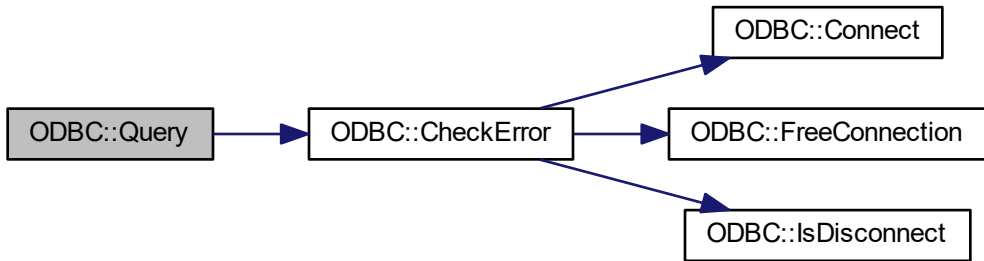 ODBC::Connect
ODBC::Query
ODBC::CheckError
ODBC::FreeConnection
ODBC::IsDisconnect